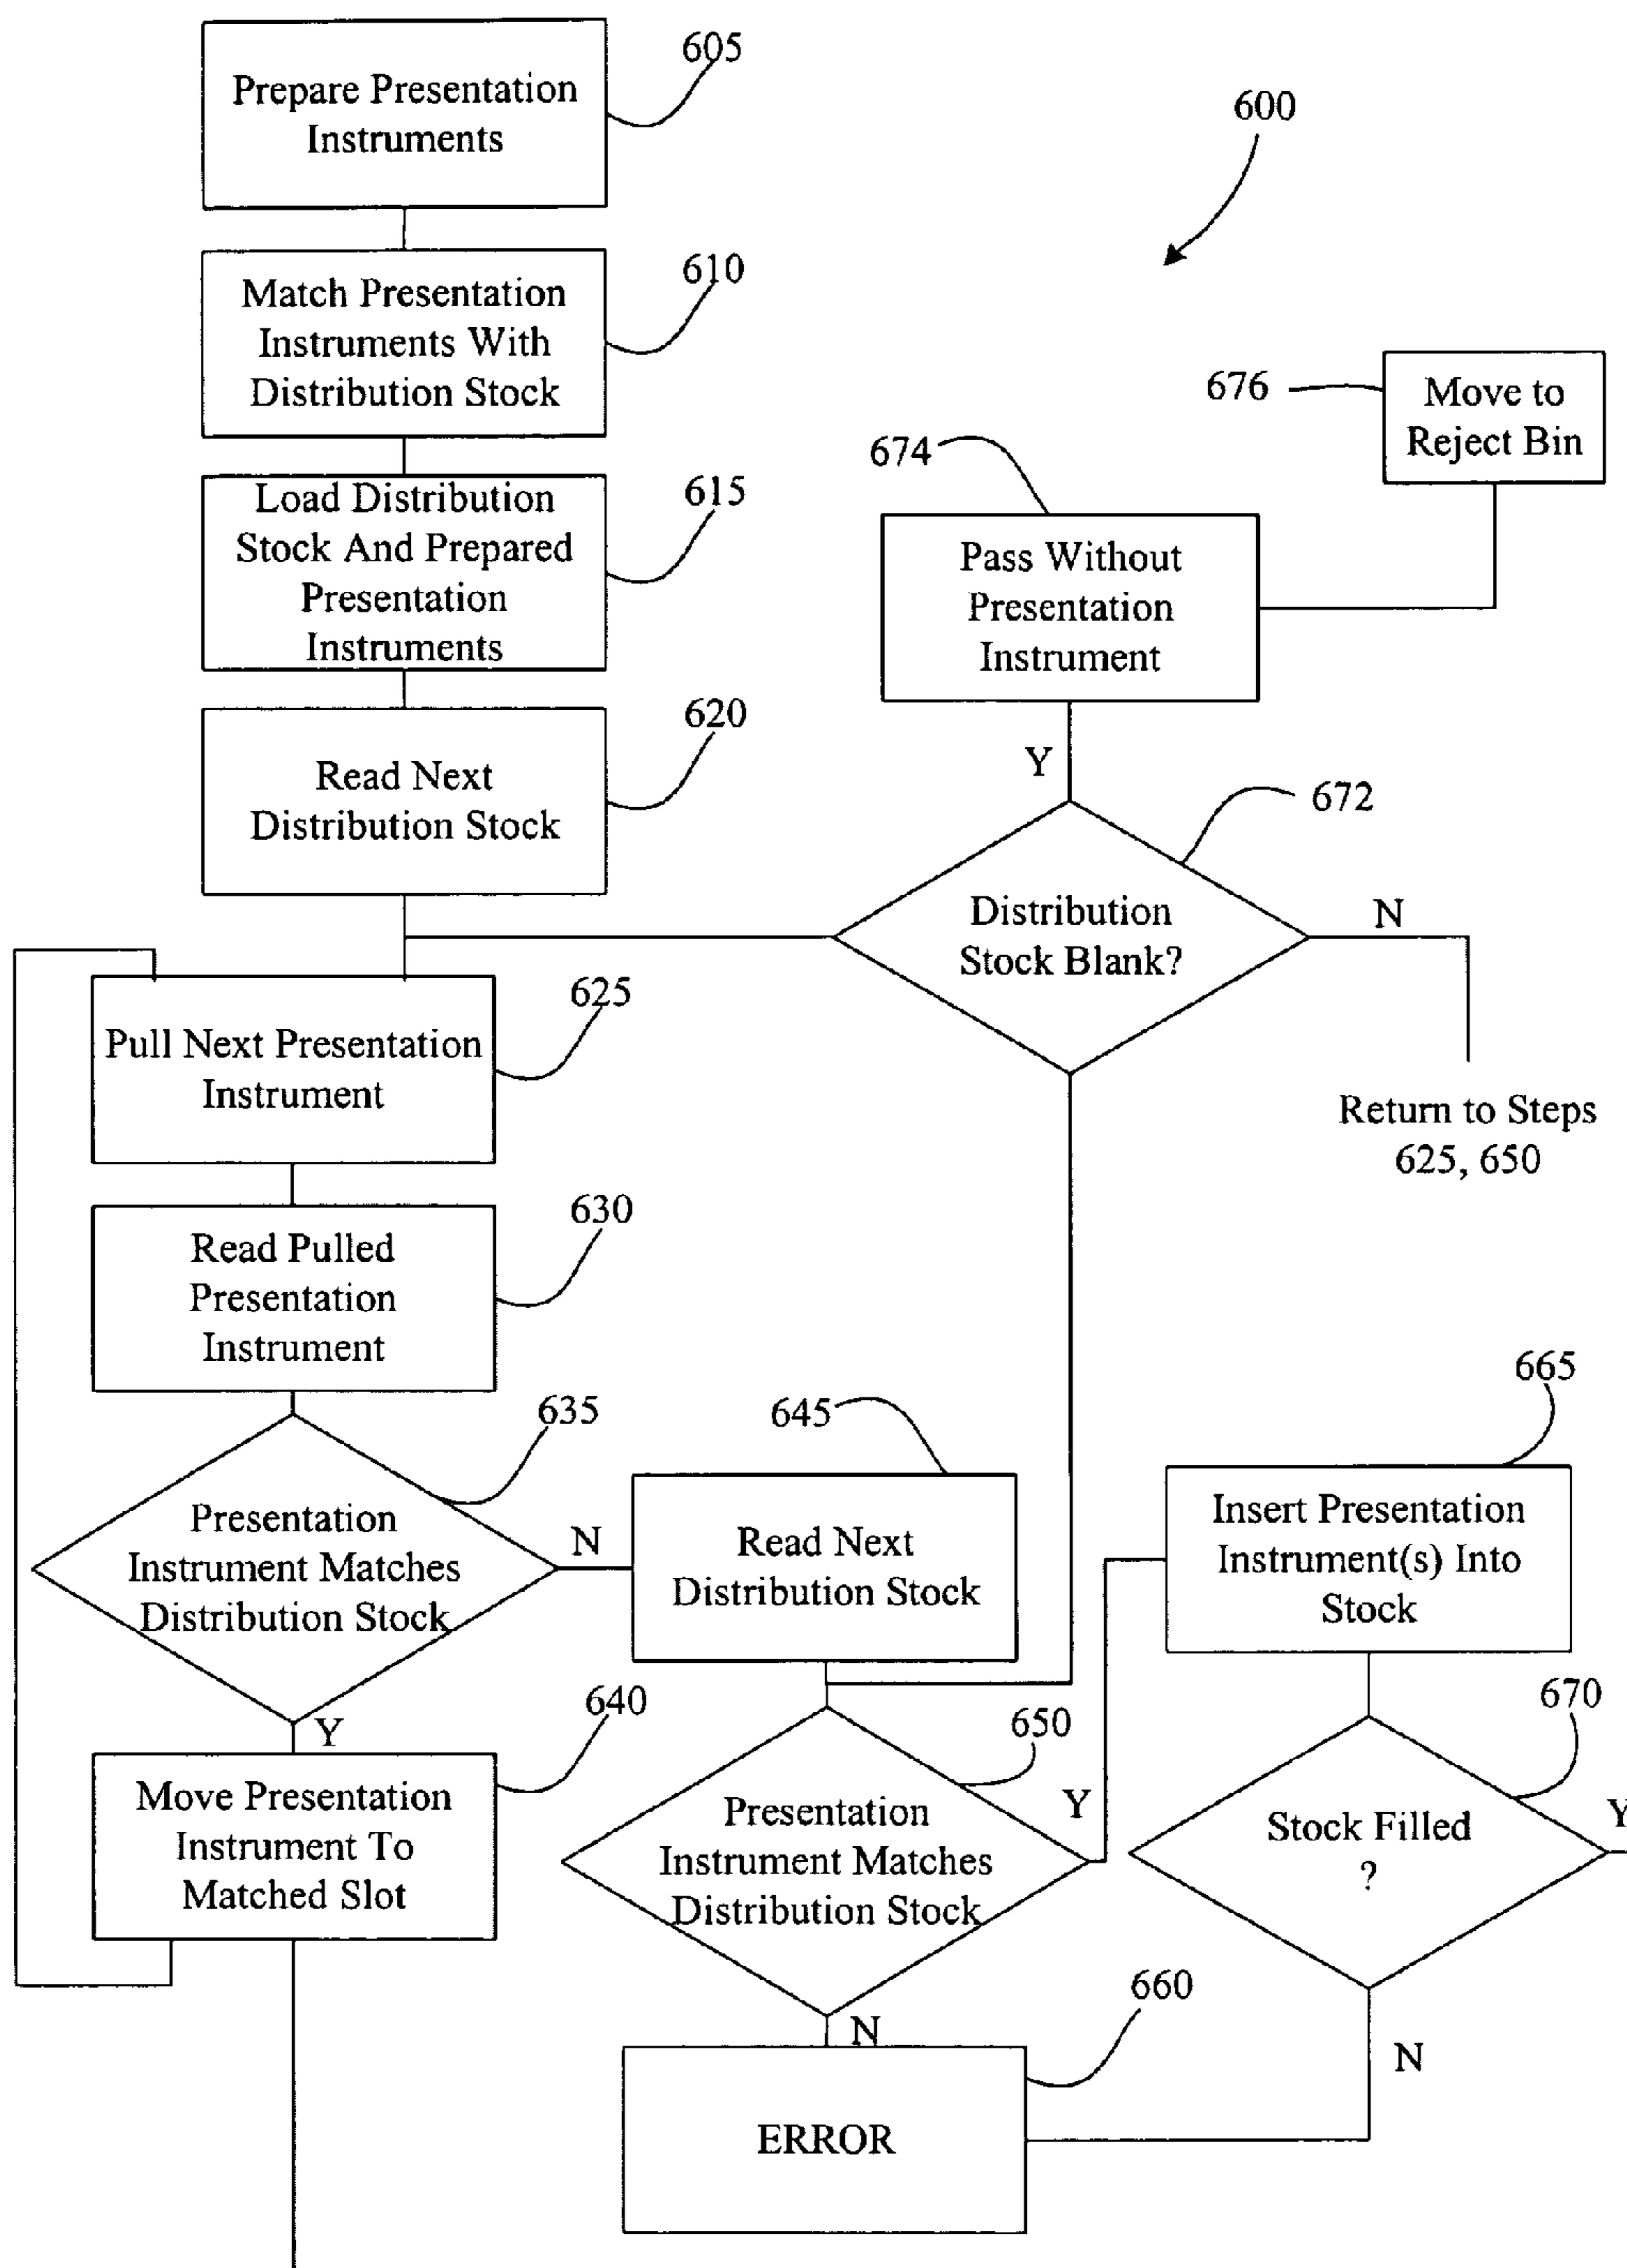 605
Prepare Presentation
Instruments
600
610
Match Presentation
Instruments With
Distribution Stock
676
Move to
Reject Bin
674
615
Load Distribution
Stock And Prepared
Presentation
Instruments
Pass Without
Presentation
Instrument
620
Read Next
Distribution Stock
Y
672
Distribution
Stock Blank?
N
625
Pull Next Presentation
Instrument
Return to Steps
625, 650
630
Read Pulled
Presentation
Instrument
635
645
665
Presentation
Instrument Matches
Distribution Stock
N
Read Next
Distribution Stock
Insert Presentation
Instrument(s) Into
Stock
Y
640
650
670
Move Presentation
Instrument To
Matched Slot
Presentation
Instrument Matches
Distribution Stock
Y
Stock Filled
?
Y
N
660
N
ERROR